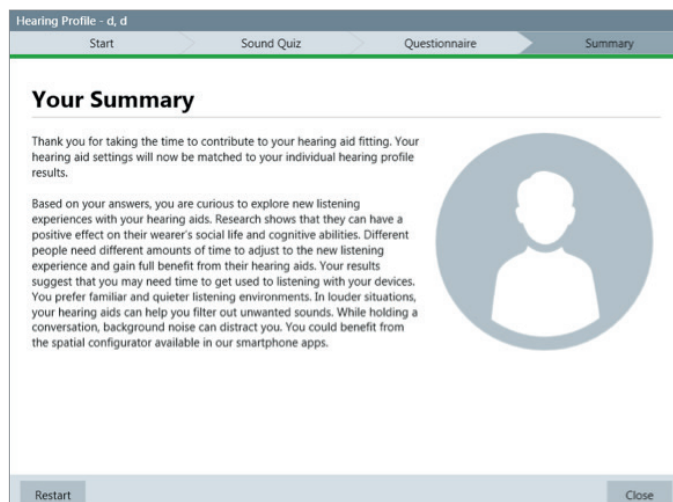 Hearing Profile - d, d
Start
Sound Quiz
Questionnaire
Summary
Your Summary
Thank you for taking the time to contribute to your hearing aid fitting. Your
hearing aid settings will now be matched to your individual hearing profile
results.
Based on your answers, you are curious to explore new listening
experiences with your hearing aids. Research shows that they can have a
positive effect on their wearer's social life and cognitive abilities. Different
people need different amounts of time to adjust to the new listening
experience and gain full benefit from their hearing aids. Your results
suggest that you may need time to get used to listening with your devices.
You prefer familiar and quieter listening environments. In louder situations,
your hearing aids can help you filter out unwanted sounds. While holding a
conversation, background noise can distract you. You could benefit from
the spatial configurator available in our smartphone apps.
Restart
Close